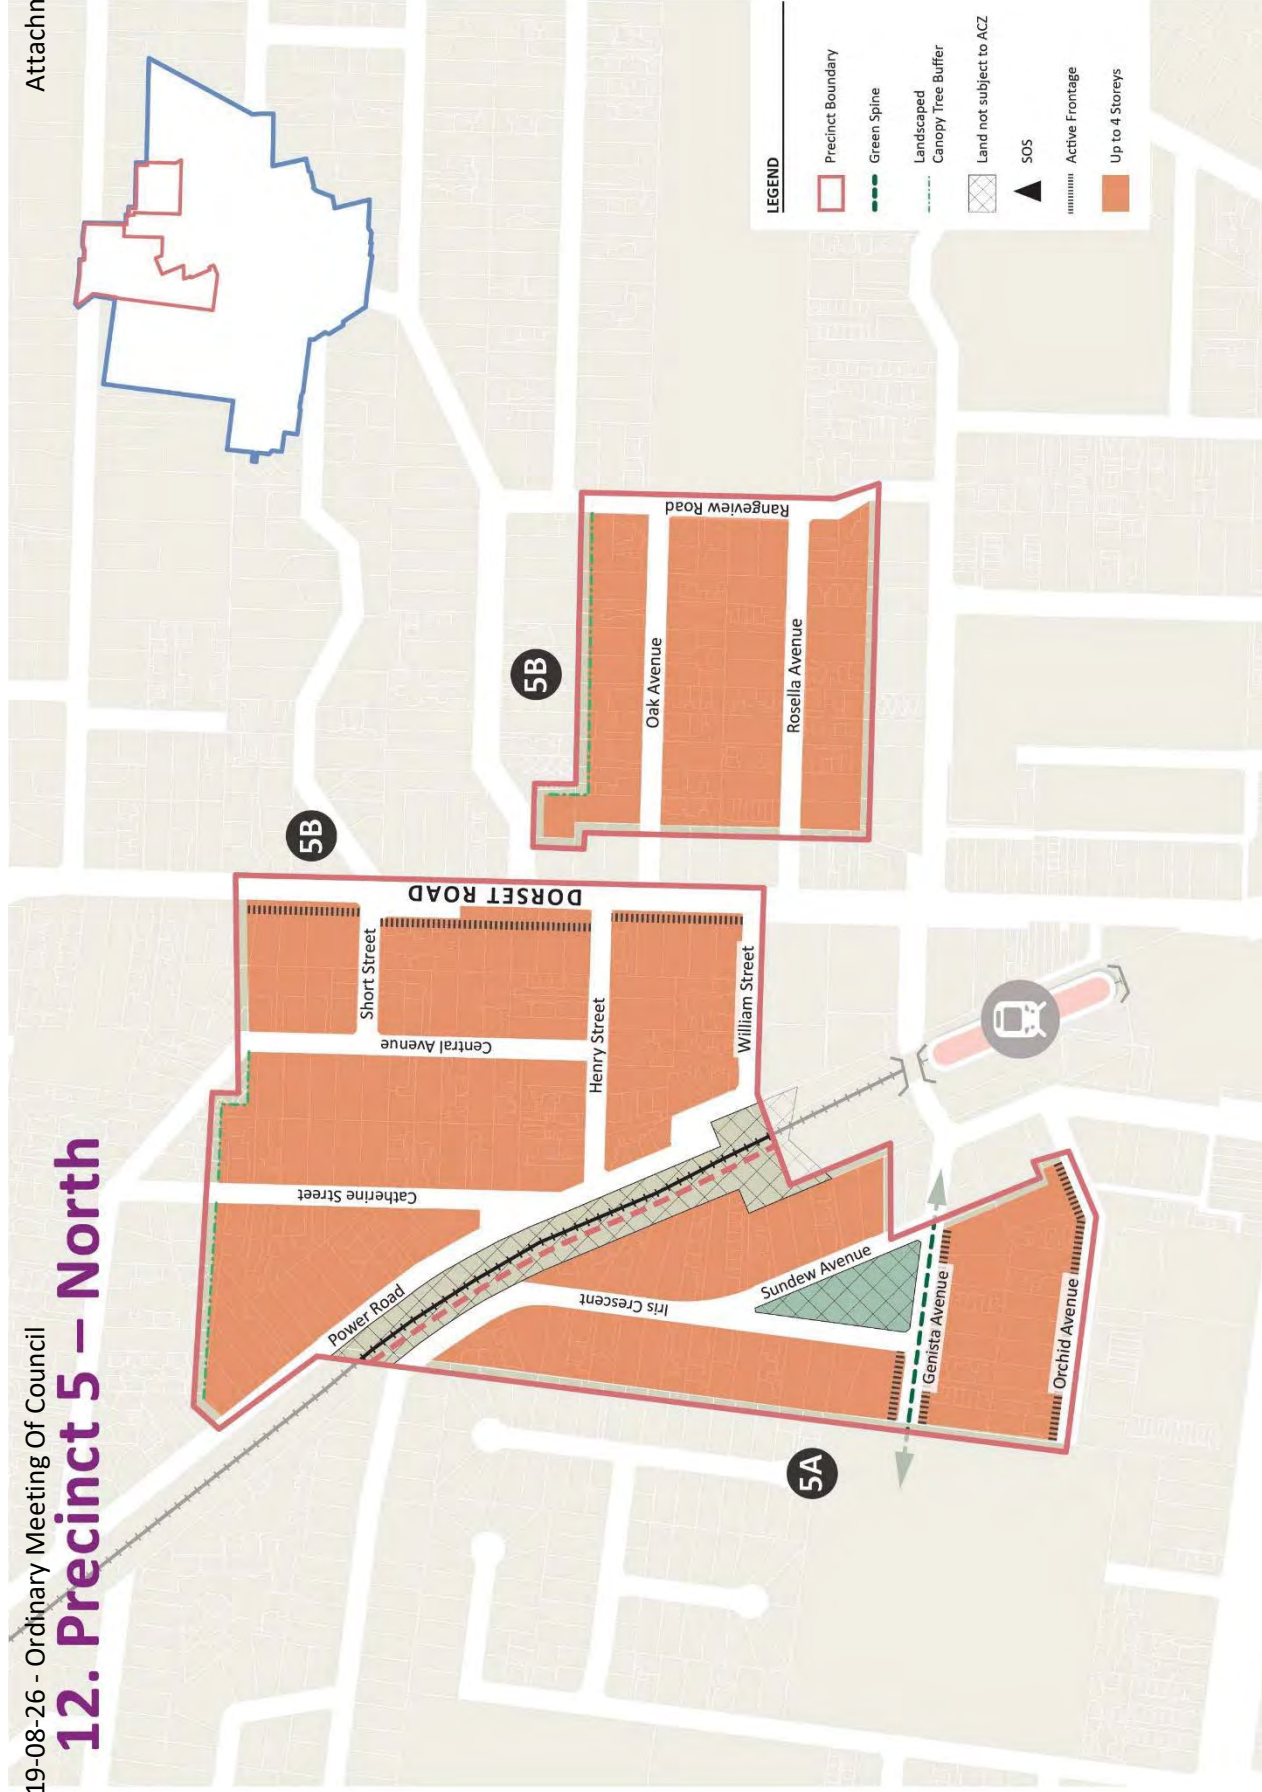 19-08-26 - Ordinary Meeting Of Council
Attachm
12. Precinct 5 – North
5B
5B
5A
Short Street
Central Avenue
Catherine Street
DORSET ROAD
Henry Street
William Street
Power Road
Iris Crescent
Sundew Avenue
Genista Avenue
Orchid Avenue
Oak Avenue
Rosella Avenue
Rangeview Road
LEGEND
Precinct Boundary
Green Spine
Landscaped
Canopy Tree Buffer
Land not subject to ACZ
SOS
Active Frontage
Up to 4 Storeys